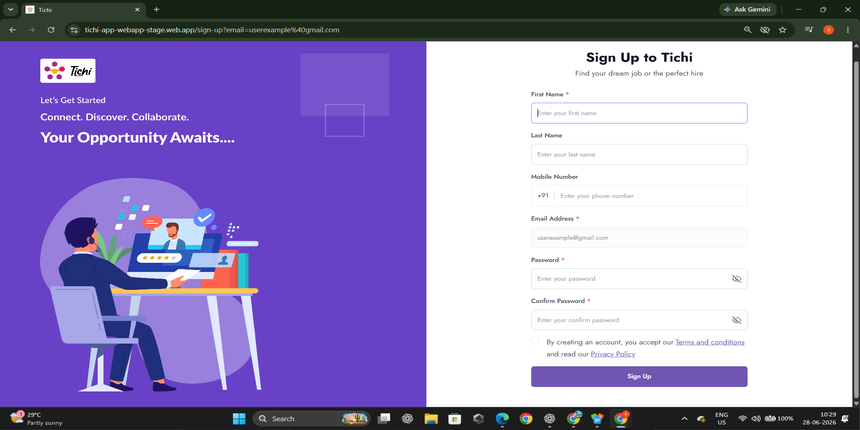 Tichi
Ask Gemini
tichi-app-webapp-stage.web.app/sign-up?email=userexample%40gmail.com
S
Tichi
Let's Get Started
Connect. Discover. Collaborate.
Your Opportunity Awaits....
Sign Up to Tichi
Find your dream job or the perfect hire
First Name *
Enter your first name
Last Name
Enter your last name
Mobile Number
+91 Enter your phone number
Email Address *
userexample@gmail.com
Password *
Enter your password
Confirm Password *
Enter your confirm password
By creating an account, you accept our Terms and conditions
and read our Privacy Policy
Sign Up
29°C
Partly sunny
Search
ENG
US
100%
10:29
28-06-2026